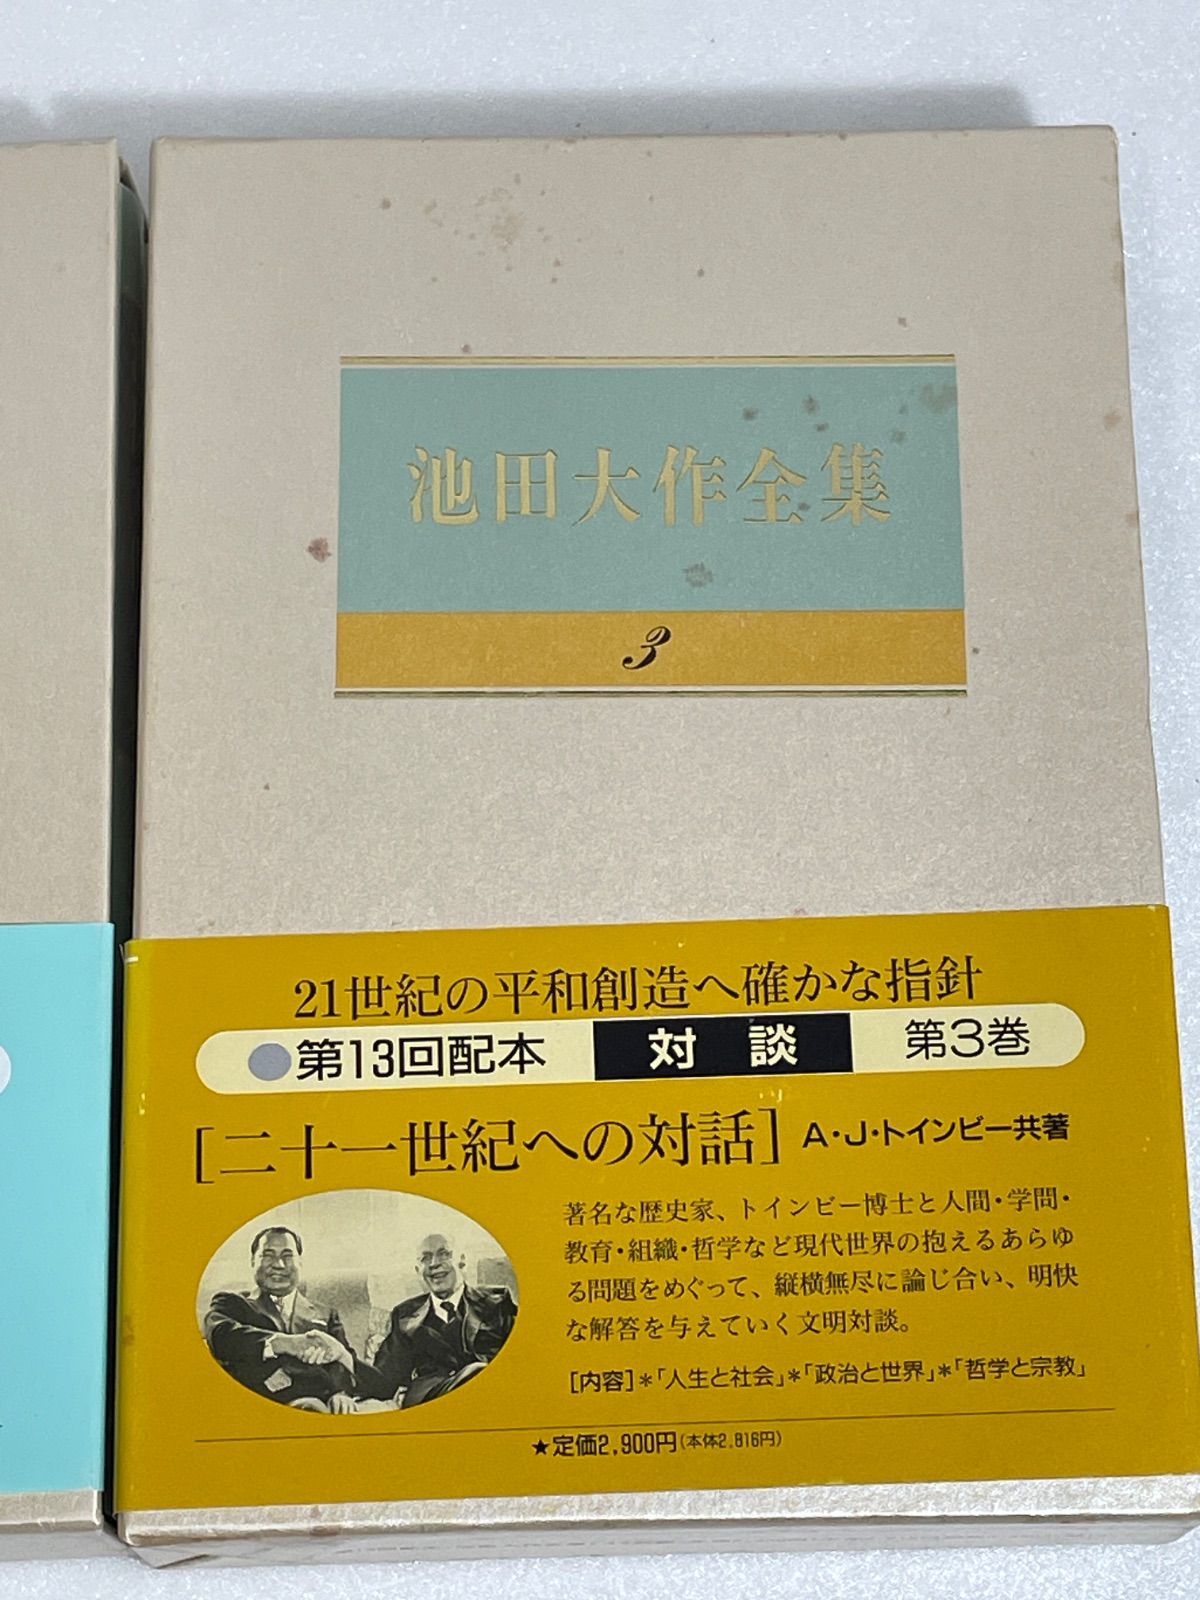 池田大作全集
3
21世紀の平和創造へ確かな指針
●第13回配本 対談 第3巻
[二十一世紀への対話] A・J・トインビー共著
著名な歴史家、トインビー博士と人間・学問・
教育・組織・哲学など現代世界の抱えるあらゆ
る問題をめぐって、縦横無尽に論じ合い、明快
な解答を与えていく文明対談。
[内容]*「人生と社会」*「政治と世界」*「哲学と宗教」
★定価2,900円(本体2,816円)